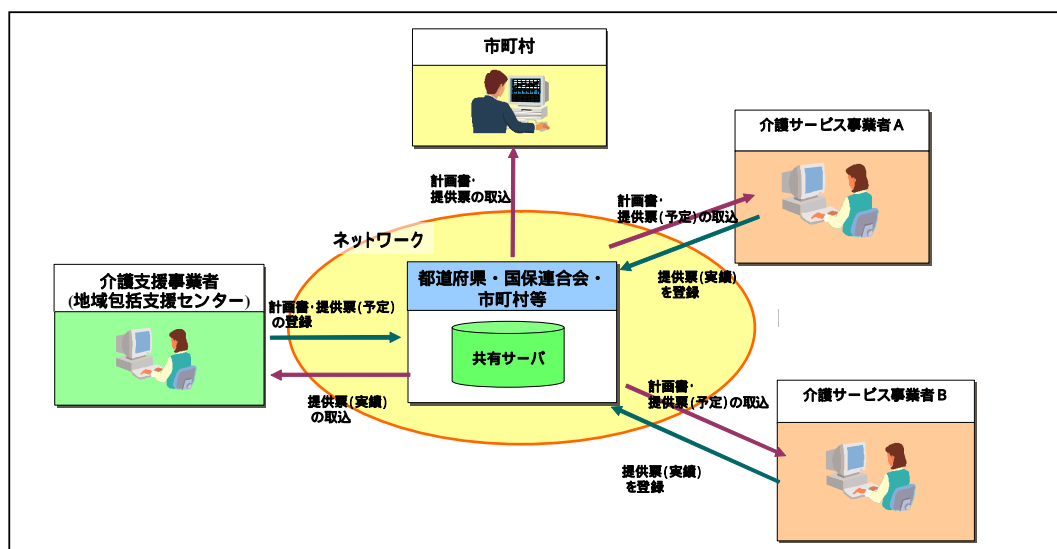 市町村
介護サービス事業者A
計画書・
提供票の取込
計画書・
提供票(予定)の取込
ネットワーク
介護支援事業者
(地域包括支援センター)
都道府県・国保連合会・
市町村等
提供票(実績)
を登録
計画書・提供票(予定)
の登録
共有サーバ
計画書・
提供票(予定)の取込
介護サービス事業者B
提供票(実績)
の取込
提供票(実績)
を登録